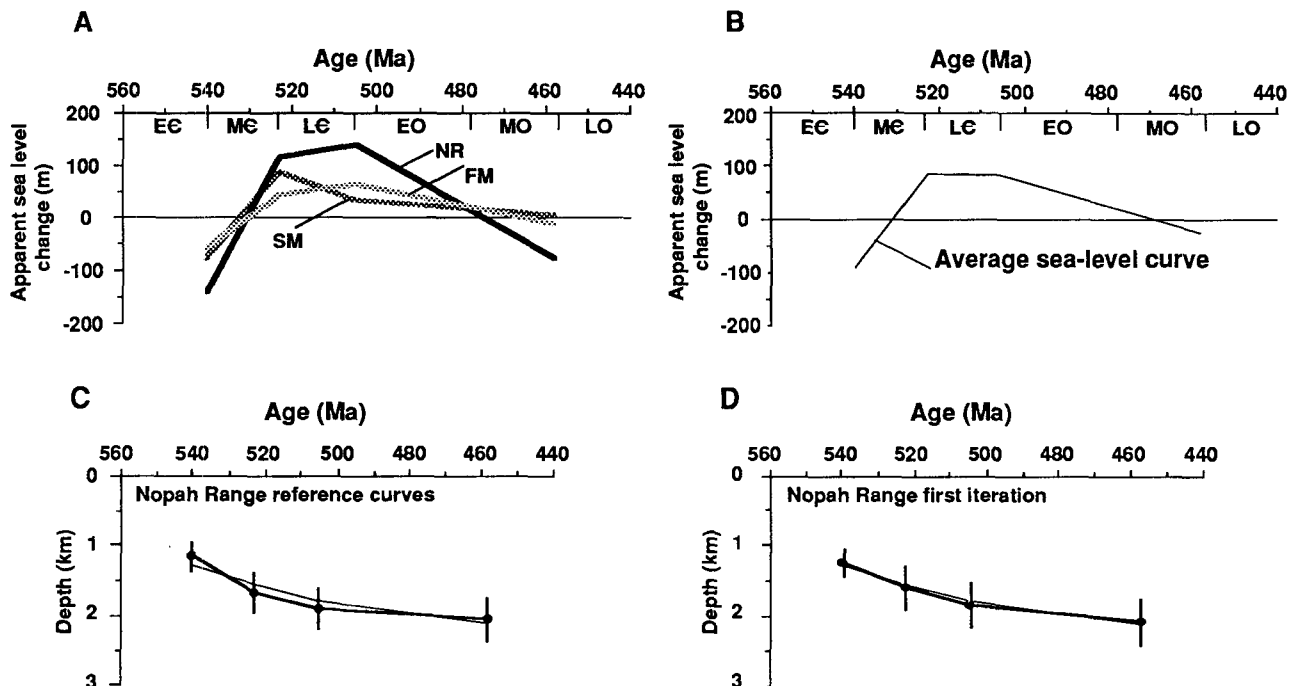 A
Age (Ma)
560 540 520 500 480 460 440
200
100
0
-100
-200
Apparent sea level
change (m)
EЄ MЄ LЄ EO MO LO
NR
FM
SM
B
Age (Ma)
560 540 520 500 480 460 440
200
100
0
-100
-200
Apparent sea level
change (m)
EЄ MЄ LЄ EO MO LO
Average sea-level curve
C
Age (Ma)
560 540 520 500 480 460 440
0
1
2
3
Depth (km)
Nopah Range reference curves
D
Age (Ma)
560 540 520 500 480 460 440
0
1
2
3
Depth (km)
Nopah Range first iteration